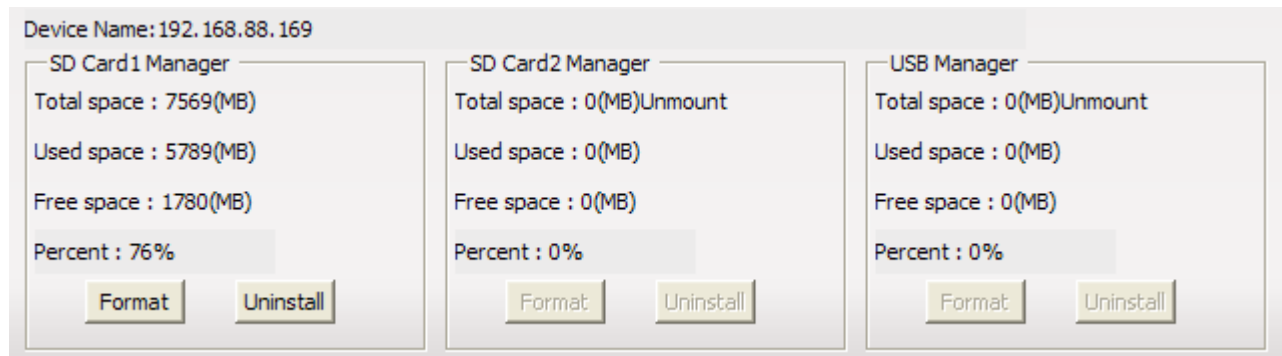 Device Name:192.168.88.169
SD Card1 Manager
Total space : 7569(MB)
Used space : 5789(MB)
Free space : 1780(MB)
Percent : 76%
Format Uninstall
SD Card2 Manager
Total space : 0(MB)Unmount
Used space : 0(MB)
Free space : 0(MB)
Percent : 0%
Format Uninstall
USB Manager
Total space : 0(MB)Unmount
Used space : 0(MB)
Free space : 0(MB)
Percent : 0%
Format Uninstall